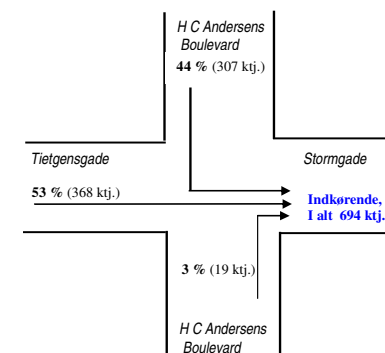 H C Andersens
Boulevard
44 % (307 ktj.)
Tietgensgade
Stormgade
53 % (368 ktj.)
Indkørende,
I alt 694 ktj.
3 % (19 ktj.)
H C Andersens
Boulevard